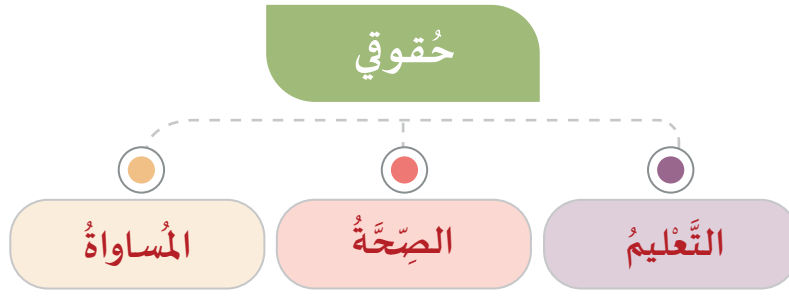 حُقوقي
التَّعْليمُ
الصِّحَّةُ
المُساواةُ